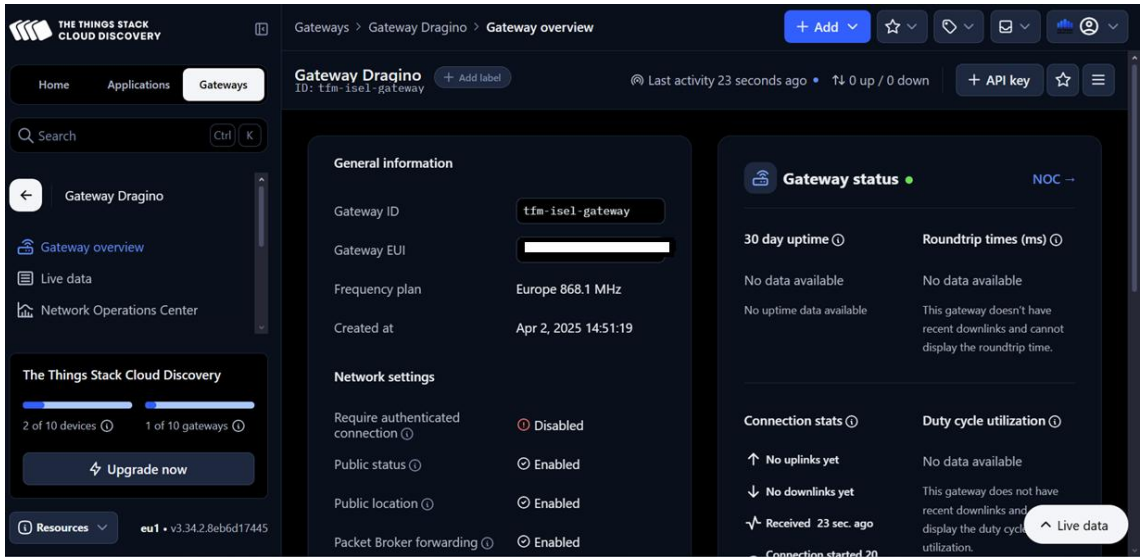 THE THINGS STACK
CLOUD DISCOVERY
Home Applications Gateways
Search Ctrl K
Gateway Dragino
Gateway overview
Live data
Network Operations Center
The Things Stack Cloud Discovery
2 of 10 devices 1 of 10 gateways
Upgrade now
Resources eu1 • v3.34.2.8eb6d17445
Gateways > Gateway Dragino > Gateway overview
+ Add
Gateway Dragino + Add label
ID: tfm-isel-gateway
Last activity 23 seconds ago • ↑↓ 0 up / 0 down
+ API key
General information
Gateway ID tfm-isel-gateway
Gateway EUI
Frequency plan Europe 868.1 MHz
Created at Apr 2, 2025 14:51:19
Network settings
Require authenticated
connection Disabled
Public status Enabled
Public location Enabled
Packet Broker forwarding Enabled
Gateway status NOC →
30 day uptime
No data available
No uptime data available
Roundtrip times (ms)
No data available
This gateway doesn't have
recent downlinks and cannot
display the roundtrip time.
Connection stats
↑ No uplinks yet
↓ No downlinks yet
Received 23 sec. ago
Connection started 20
Duty cycle utilization
No data available
This gateway does not have
recent downlinks and
display the duty cycle
utilization.
Live data